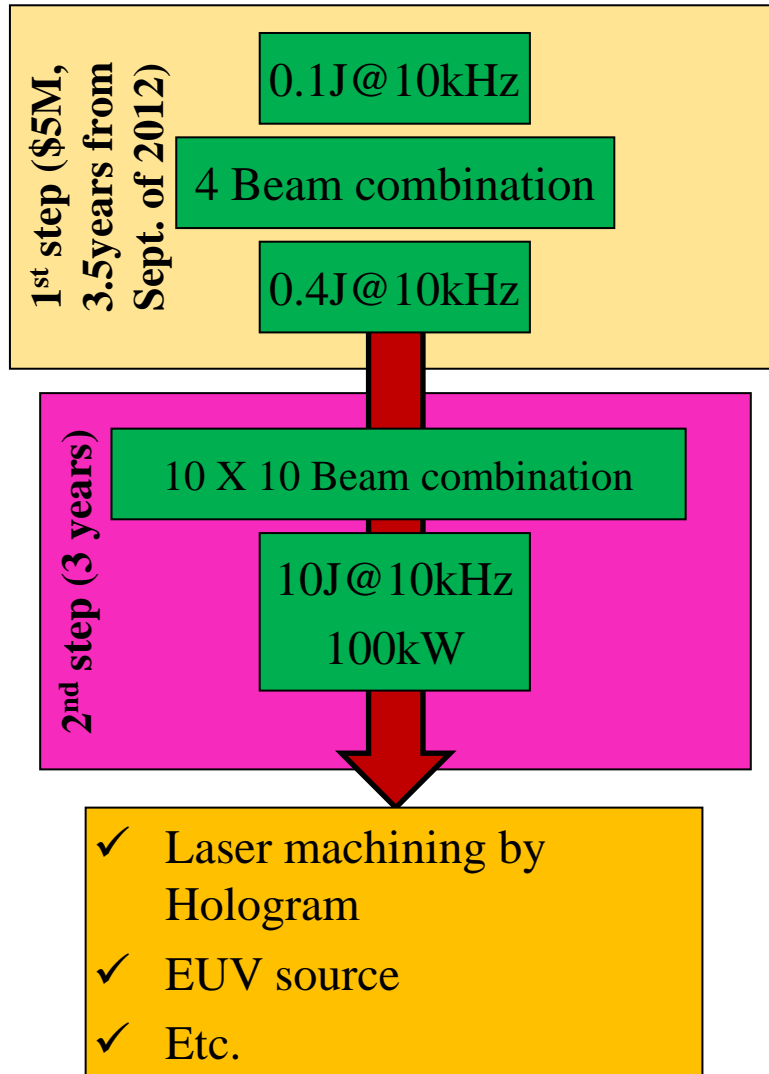 1st step ($5M,
3.5years from
Sept. of 2012)
0.1J@10kHz
4 Beam combination
0.4J@10kHz
2nd step (3 years)
10 X 10 Beam combination
10J@10kHz
100kW
✓ Laser machining by
Hologram
✓ EUV source
✓ Etc.